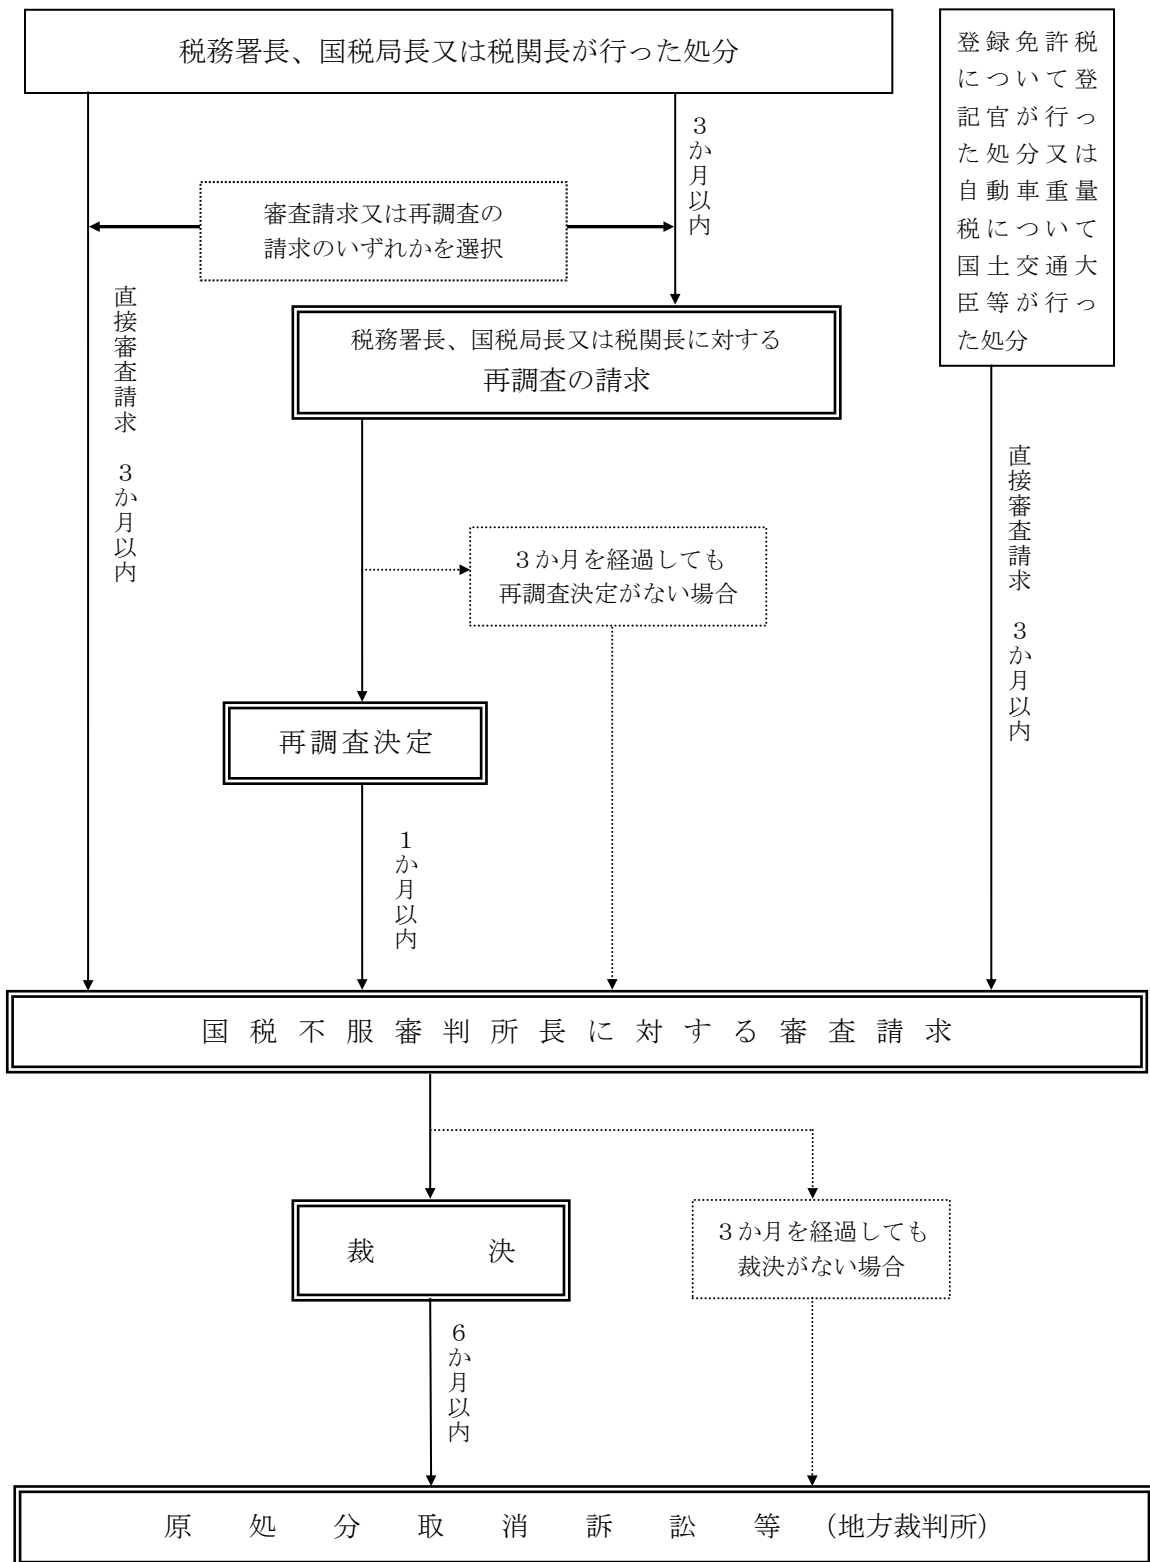 税務署長、国税局長又は税関長が行った処分
登録免許税
について登
記官が行っ
た処分又は
自動車重量
税について
国土交通大
臣等が行っ
た処分
3か月以内
審査請求又は再調査の
請求のいずれかを選択
直接審査請求 3か月以内
税務署長、国税局長又は税関長に対する
再調査の請求
直接審査請求 3か月以内
3か月を経過しても
再調査決定がない場合
再調査決定
1か月以内
国税不服審判所長に対する審査請求
裁決
3か月を経過しても
裁決がない場合
6か月以内
原処分取消訴訟等（地方裁判所）